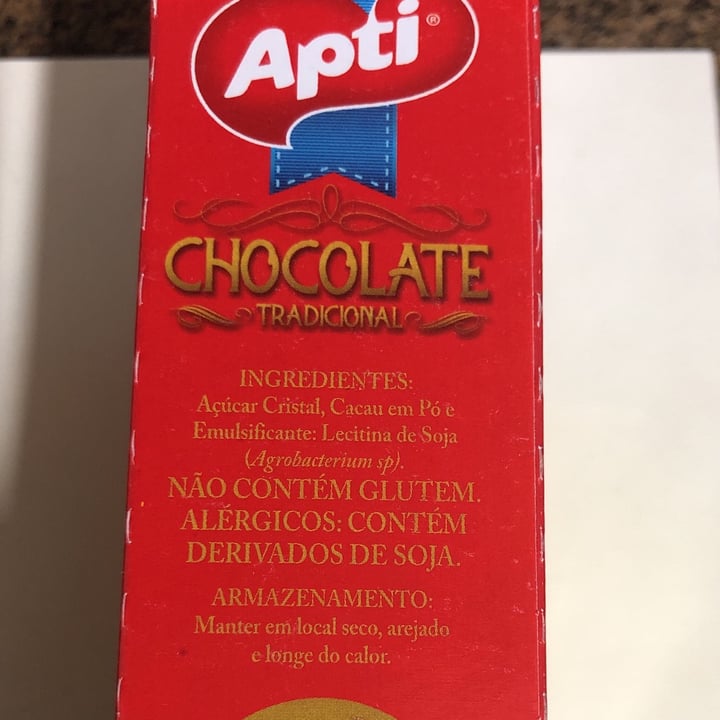 Apti®
CHOCOLATE
TRADICIONAL
INGREDIENTES:
Açúcar Cristal, Cacau em Pó e
Emulsificante: Lecitina de Soja
(Agrobacterium sp).
NÃO CONTÉM GLUTEM.
ALÉRGICOS: CONTÉM
DERIVADOS DE SOJA.
ARMAZENAMENTO:
Manter em local seco, arejado
e longe do calor.